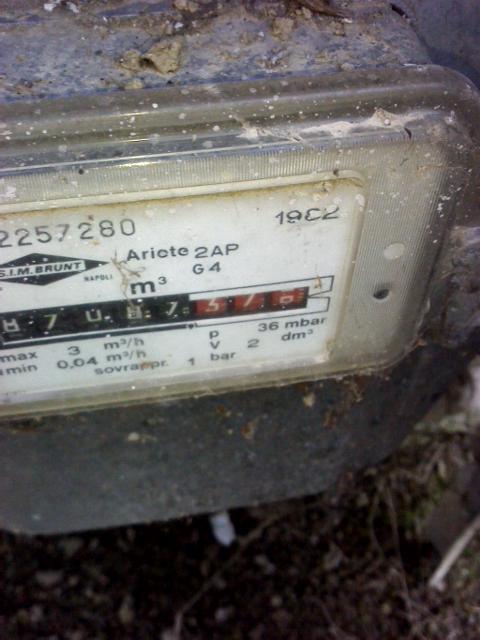 2257280
1982
S.I.M. BRUNT
NAPOLI
Ariete 2AP
G4
m³
max 3 m³/h
min 0,04 m³/h
sovrappr. 1 bar
p 36 mbar
V 2 dm³